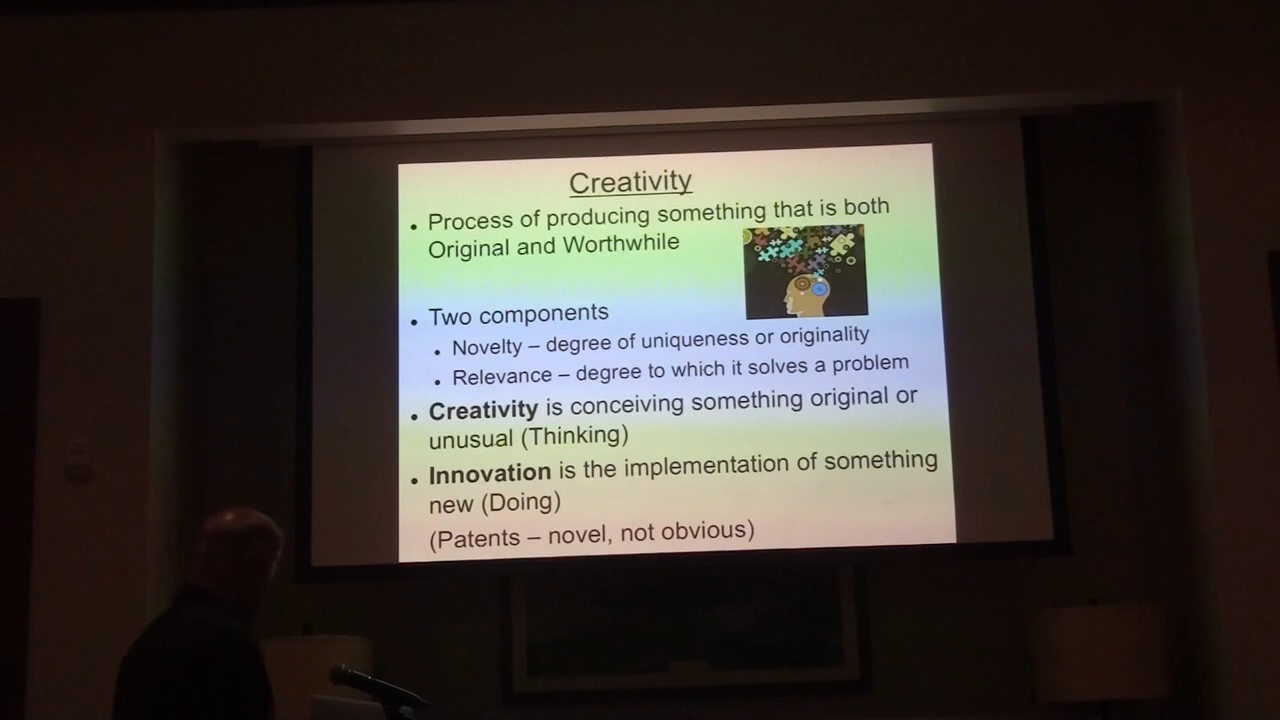 Creativity
• Process of producing something that is both
Original and Worthwhile
• Two components
• Novelty – degree of uniqueness or originality
• Relevance – degree to which it solves a problem
• Creativity is conceiving something original or
unusual (Thinking)
• Innovation is the implementation of something
new (Doing)
(Patents – novel, not obvious)